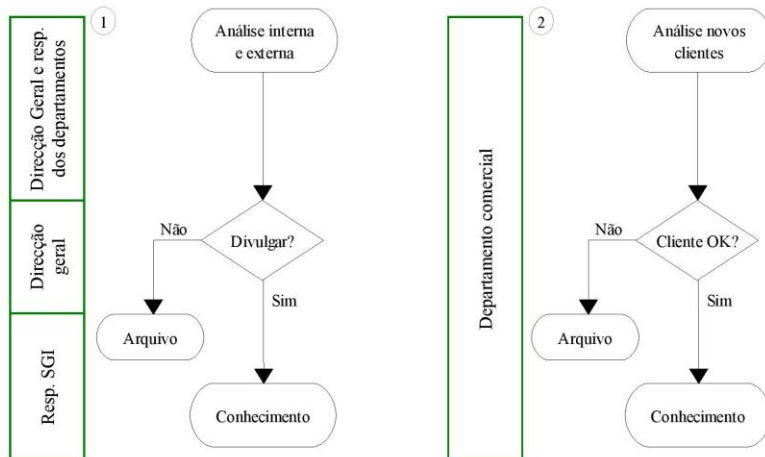 1
Direcção Geral e resp.
dos departamentos
Direcção
geral
Resp. SGI
Análise interna
e externa
Divulgar?
Não
Sim
Arquivo
Conhecimento
2
Departamento comercial
Análise novos
clientes
Cliente OK?
Não
Sim
Arquivo
Conhecimento